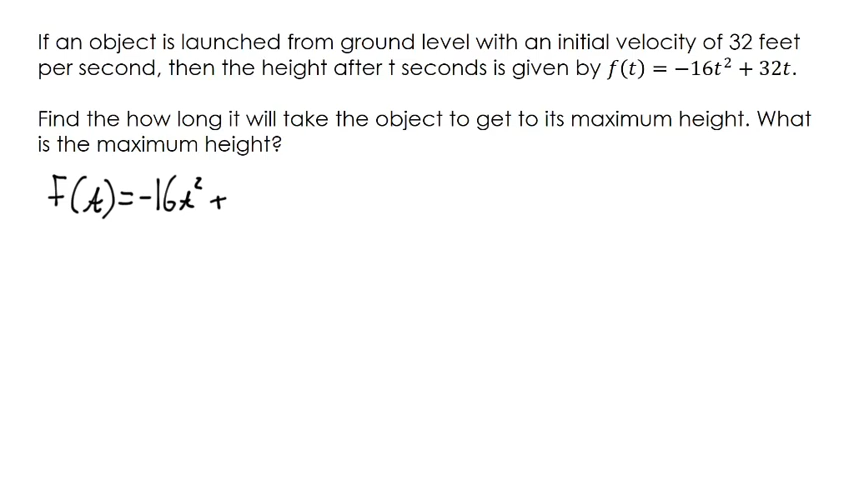 If an object is launched from ground level with an initial velocity of 32 feet
per second, then the height after t seconds is given by f(t) = −16t² + 32t.
Find the how long it will take the object to get to its maximum height. What
is the maximum height?
F(t)=-16t² +